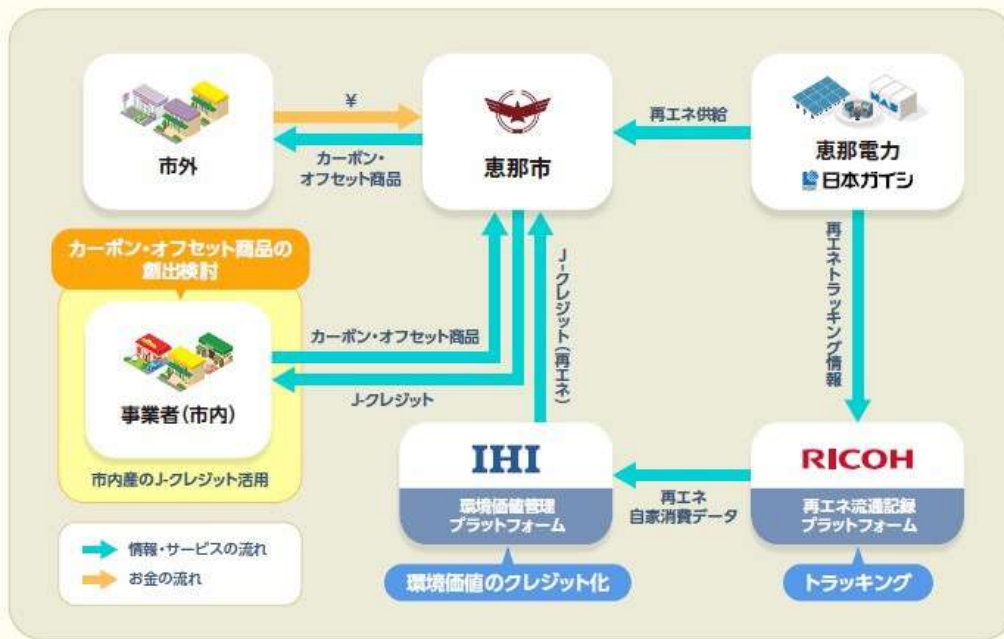 市外
¥
カーボン・
オフセット商品
恵那市
再エネ供給
恵那電力
日本ガイシ
カーボン・オフセット商品の
創出検討
事業者(市内)
市内産のJ-クレジット活用
カーボン・オフセット商品
J-クレジット
J-クレジット(再エネ)
再エネトラッキング情報
IHI
環境価値管理
プラットフォーム
環境価値のクレジット化
再エネ
自家消費データ
RICOH
再エネ流通記録
プラットフォーム
トラッキング
情報・サービスの流れ
お金の流れ